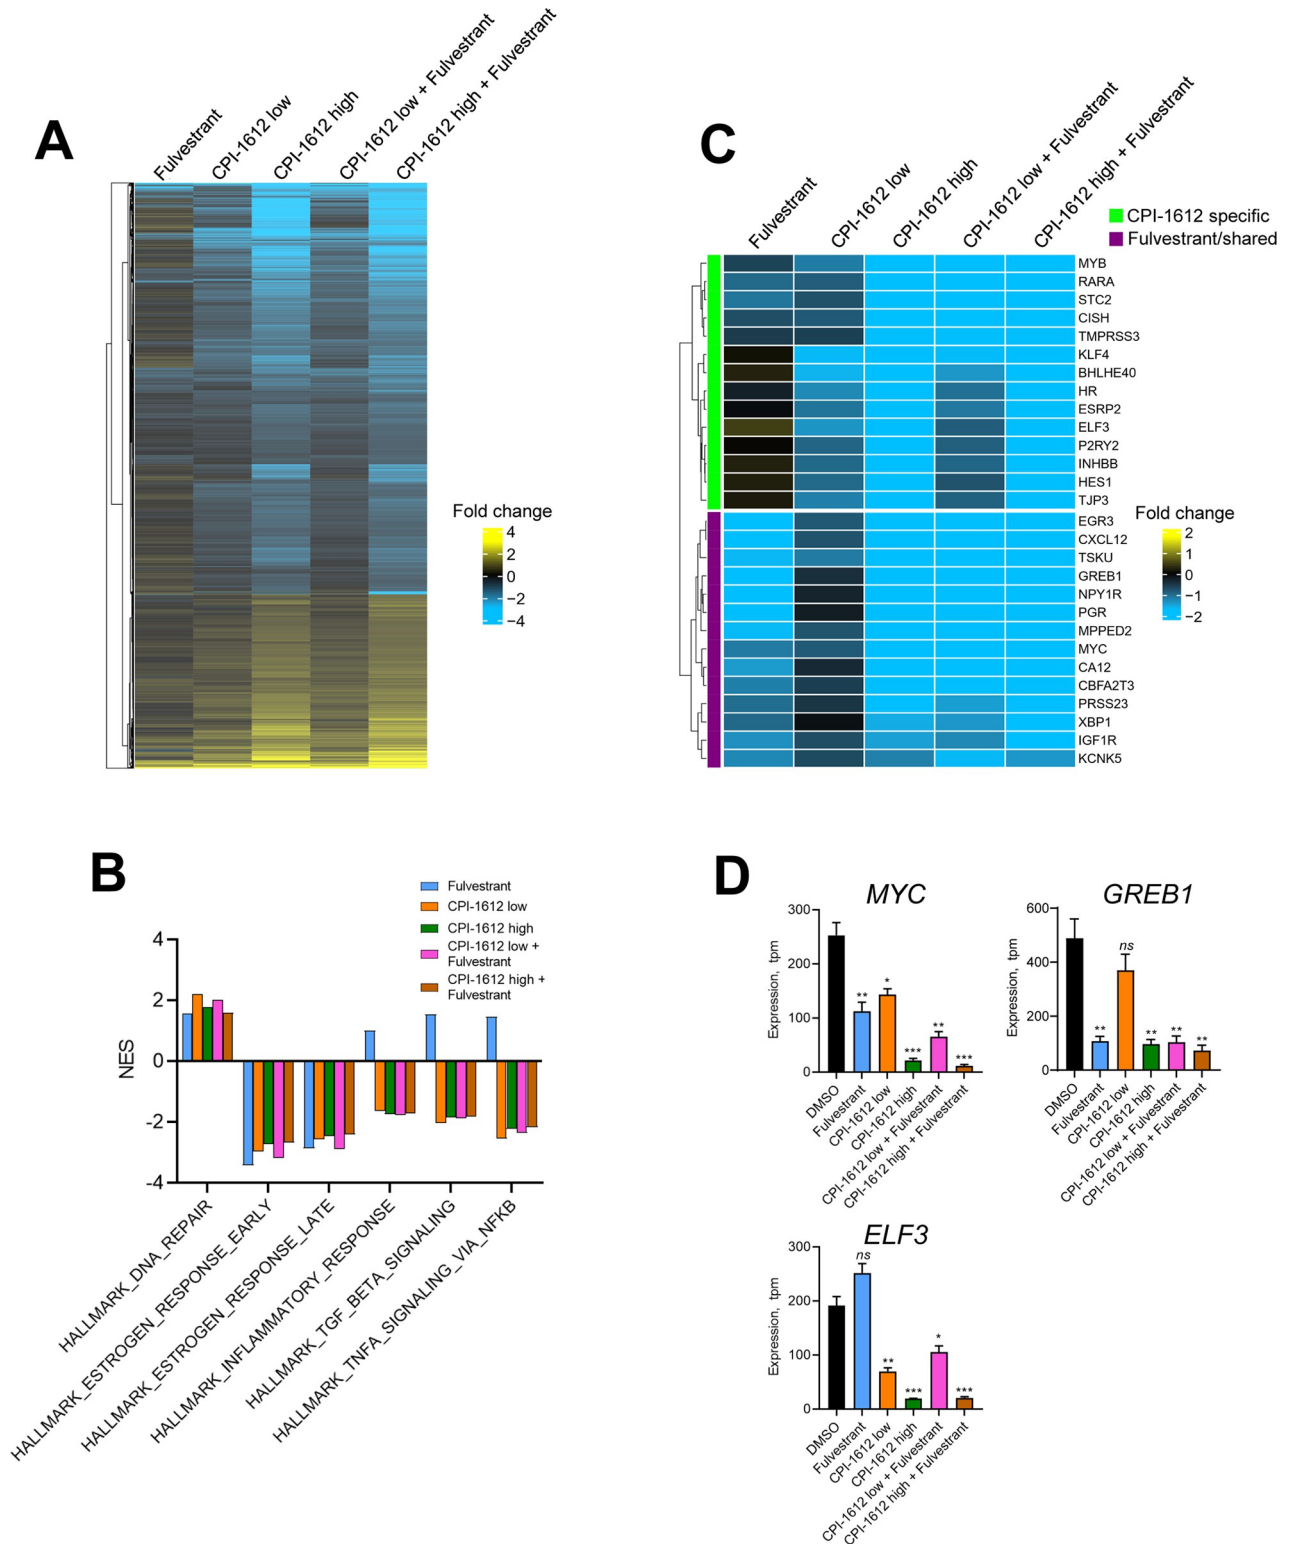 A
Fulvestrant
CPI-1612 low
CPI-1612 high
CPI-1612 low + Fulvestrant
CPI-1612 high + Fulvestrant
Fold change
4
2
0
−2
−4
C
Fulvestrant
CPI-1612 low
CPI-1612 high
CPI-1612 low + Fulvestrant
CPI-1612 high + Fulvestrant
CPI-1612 specific
Fulvestrant/shared
MYB
RARA
STC2
CISH
TMPRSS3
KLF4
BHLHE40
HR
ESRP2
ELF3
P2RY2
INHBB
HES1
TJP3
EGR3
CXCL12
TSKU
GREB1
NPY1R
PGR
MPPED2
MYC
CA12
CBFA2T3
PRSS23
XBP1
IGF1R
KCNK5
Fold change
2
1
0
−1
−2
B
Fulvestrant
CPI-1612 low
CPI-1612 high
CPI-1612 low +
Fulvestrant
CPI-1612 high +
Fulvestrant
NES
4
2
0
-2
-4
HALLMARK_DNA_REPAIR
HALLMARK_ESTROGEN_RESPONSE_EARLY
HALLMARK_ESTROGEN_RESPONSE_LATE
HALLMARK_INFLAMMATORY_RESPONSE
HALLMARK_TGF_BETA_SIGNALING
HALLMARK_TNFA_SIGNALING_VIA_NFKB
D
MYC
Expression, tpm
300
200
100
0
**
*
***
**
***
DMSO
Fulvestrant
CPI-1612 low
CPI-1612 high
CPI-1612 low + Fulvestrant
CPI-1612 high + Fulvestrant
GREB1
Expression, tpm
600
400
200
0
**
ns
**
**
**
DMSO
Fulvestrant
CPI-1612 low
CPI-1612 high
CPI-1612 low + Fulvestrant
CPI-1612 high + Fulvestrant
ELF3
Expression, tpm
300
200
100
0
ns
**
***
*
***
DMSO
Fulvestrant
CPI-1612 low
CPI-1612 high
CPI-1612 low + Fulvestrant
CPI-1612 high + Fulvestrant